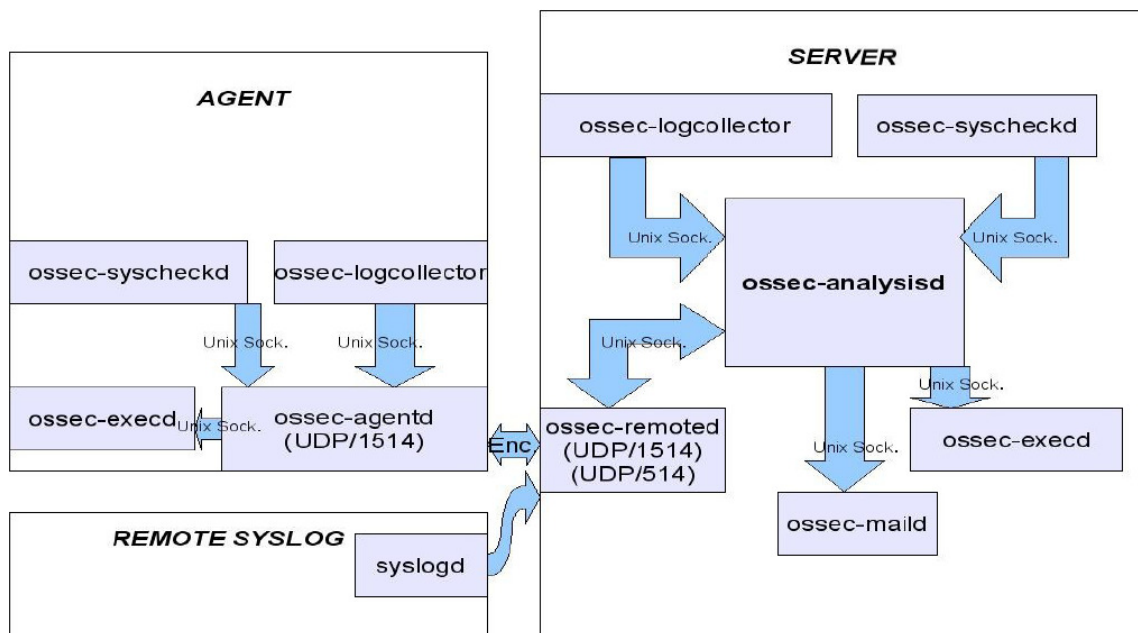 AGENT
ossec-syscheckd
ossec-logcollector
Unix Sock.
Unix Sock.
ossec-execd
Unix Sock.
ossec-agentd
(UDP/1514)
Enc
REMOTE SYSLOG
syslogd
SERVER
ossec-logcollector
ossec-syscheckd
Unix Sock.
Unix Sock.
ossec-analysisd
Unix Sock.
ossec-remoted
(UDP/1514)
(UDP/514)
Unix Sock.
Unix Sock.
ossec-execd
ossec-maild